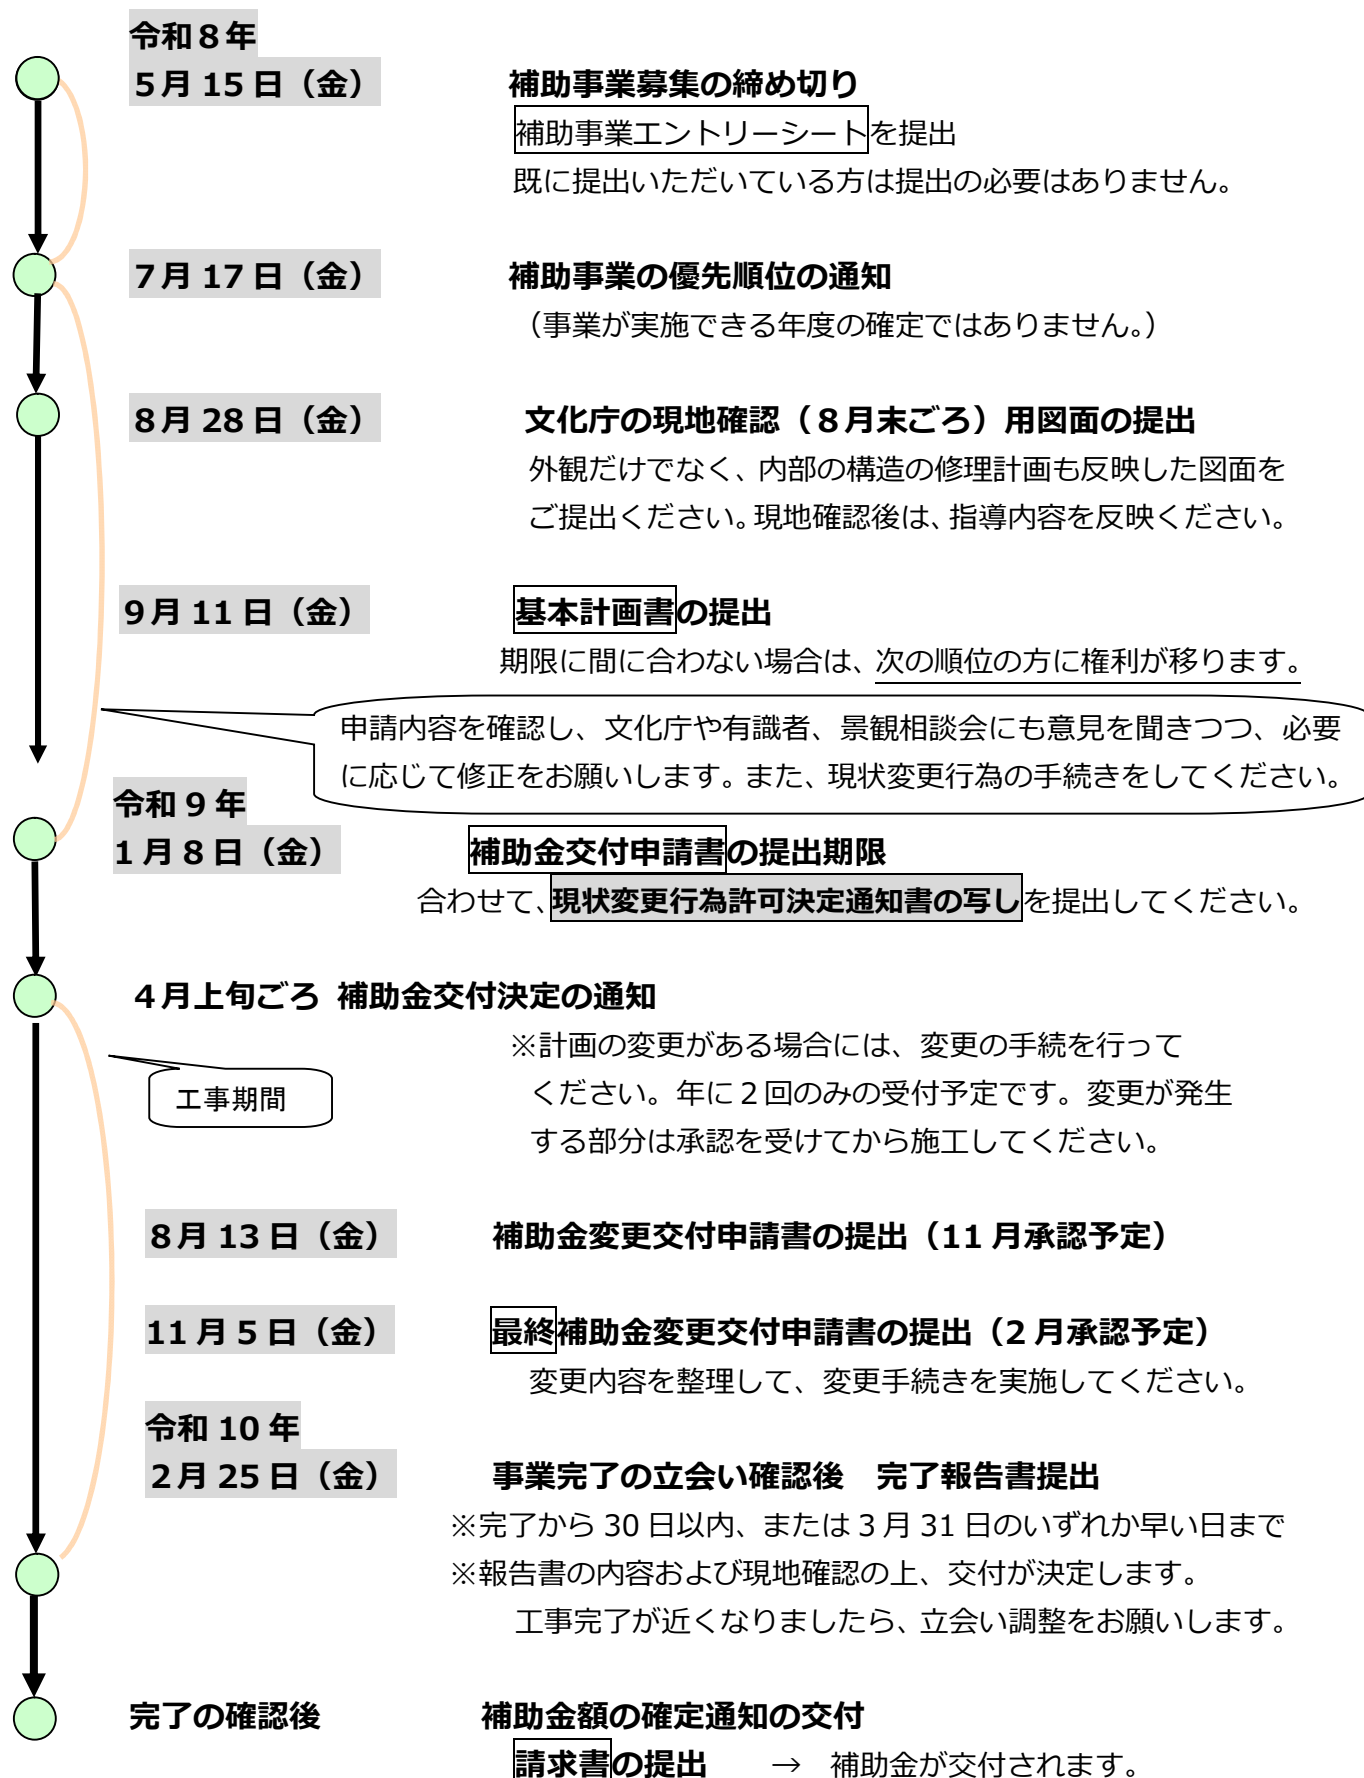 令和８年
５月 15 日（金） 補助事業募集の締め切り
補助事業エントリーシートを提出
既に提出いただいている方は提出の必要はありません。
７月 17 日（金） 補助事業の優先順位の通知
（事業が実施できる年度の確定ではありません。）
８月 28 日（金） 文化庁の現地確認（８月末ごろ）用図面の提出
外観だけでなく、内部の構造の修理計画も反映した図面を
ご提出ください。現地確認後は、指導内容を反映ください。
９月 11 日（金） 基本計画書の提出
期限に間に合わない場合は、次の順位の方に権利が移ります。
申請内容を確認し、文化庁や有識者、景観相談会にも意見を聞きつつ、必要
に応じて修正をお願いします。また、現状変更行為の手続きをしてください。
令和 9 年
1 月 8 日（金） 補助金交付申請書の提出期限
合わせて、現状変更行為許可決定通知書の写しを提出してください。
４月上旬ごろ 補助金交付決定の通知
※計画の変更がある場合には、変更の手続を行って
ください。年に２回のみの受付予定です。変更が発生
する部分は承認を受けてから施工してください。
工事期間
８月 13 日（金） 補助金変更交付申請書の提出（11 月承認予定）
11 月 5 日（金） 最終補助金変更交付申請書の提出（2 月承認予定）
変更内容を整理して、変更手続きを実施してください。
令和 10 年
２月 25 日（金） 事業完了の立会い確認後　完了報告書提出
※完了から 30 日以内、または 3 月 31 日のいずれか早い日まで
※報告書の内容および現地確認の上、交付が決定します。
工事完了が近くなりましたら、立会い調整をお願いします。
完了の確認後 補助金額の確定通知の交付
請求書の提出　→　補助金が交付されます。